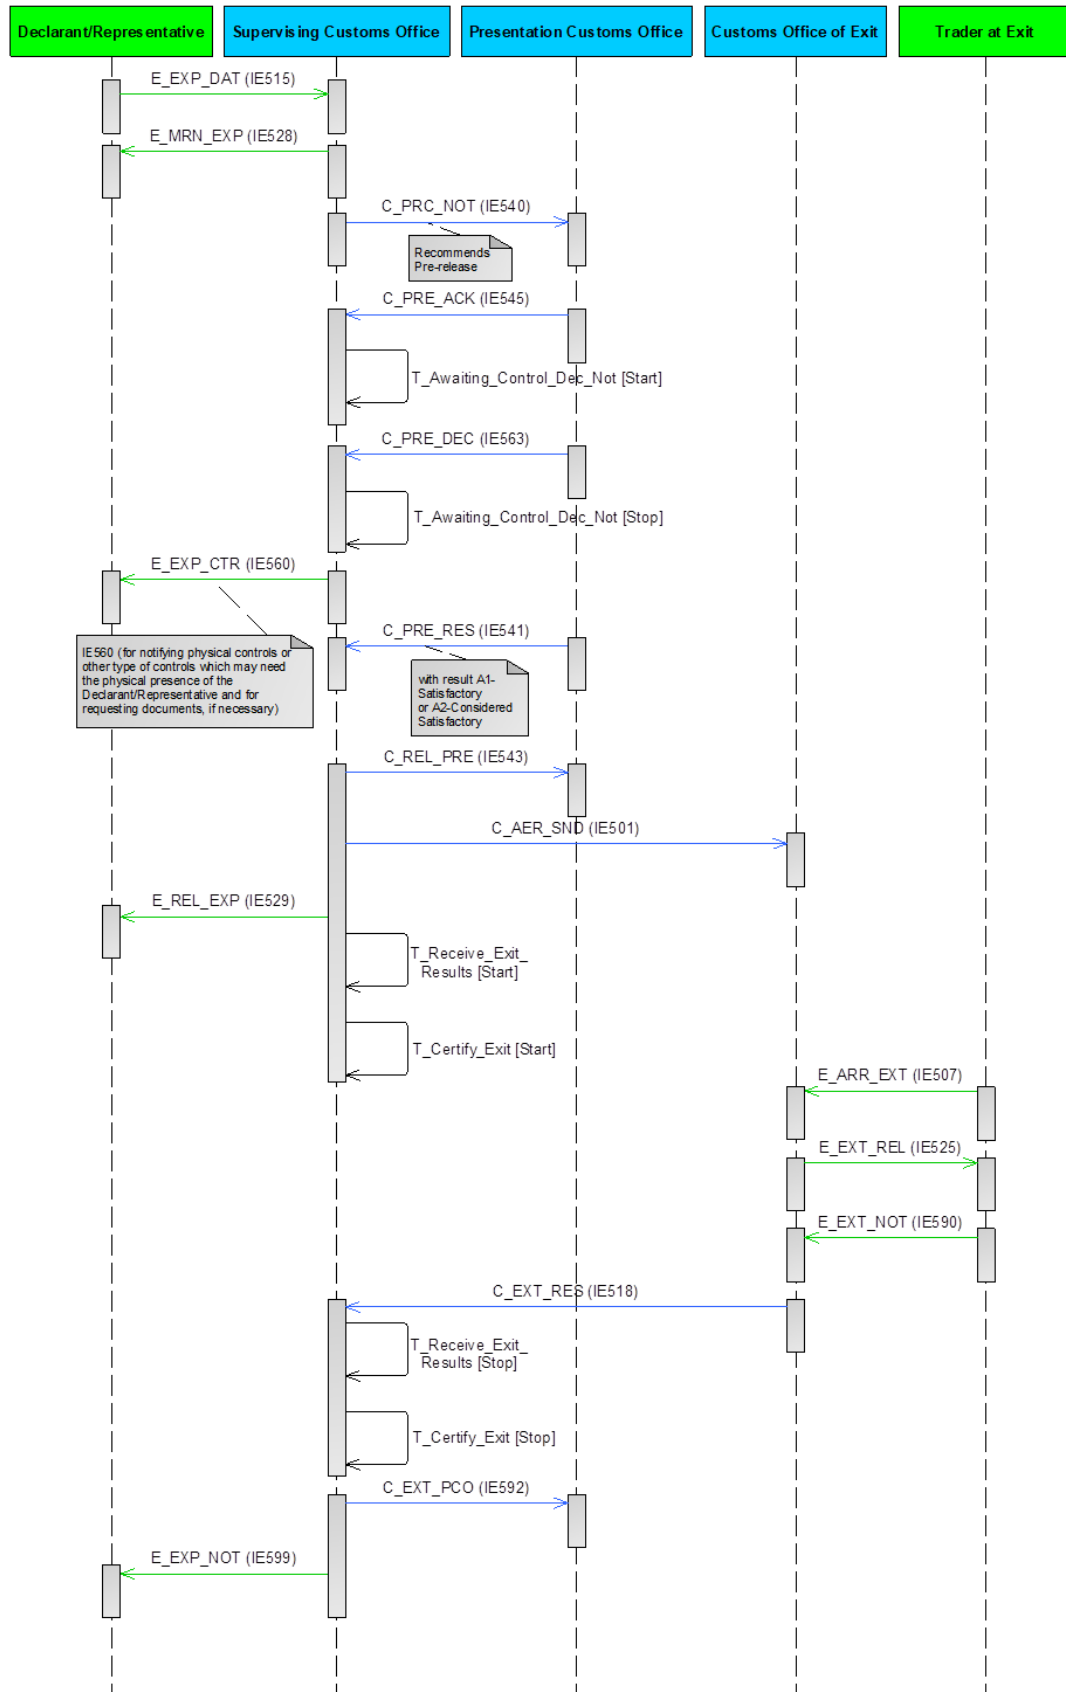 Declarant/Representative
Supervising Customs Office
Presentation Customs Office
Customs Office of Exit
Trader at Exit
E_EXP_DAT (IE515)
E_MRN_EXP (IE528)
C_PRC_NOT (IE540)
Recommends
Pre-release
C_PRE_ACK (IE545)
T_Awaiting_Control_Dec_Not [Start]
C_PRE_DEC (IE563)
T_Awaiting_Control_Dec_Not [Stop]
E_EXP_CTR (IE560)
IE560 (for notifying physical controls or
other type of controls which may need
the physical presence of the
Declarant/Representative and for
requesting documents, if necessary)
C_PRE_RES (IE541)
with result A1-
Satisfactory
or A2-Considered
Satisfactory
C_REL_PRE (IE543)
C_AER_SND (IE501)
E_REL_EXP (IE529)
T_Receive_Exit_
Results [Start]
T_Certify_Exit [Start]
E_ARR_EXT (IE507)
E_EXT_REL (IE525)
E_EXT_NOT (IE590)
C_EXT_RES (IE518)
T_Receive_Exit_
Results [Stop]
T_Certify_Exit [Stop]
C_EXT_PCO (IE592)
E_EXP_NOT (IE599)